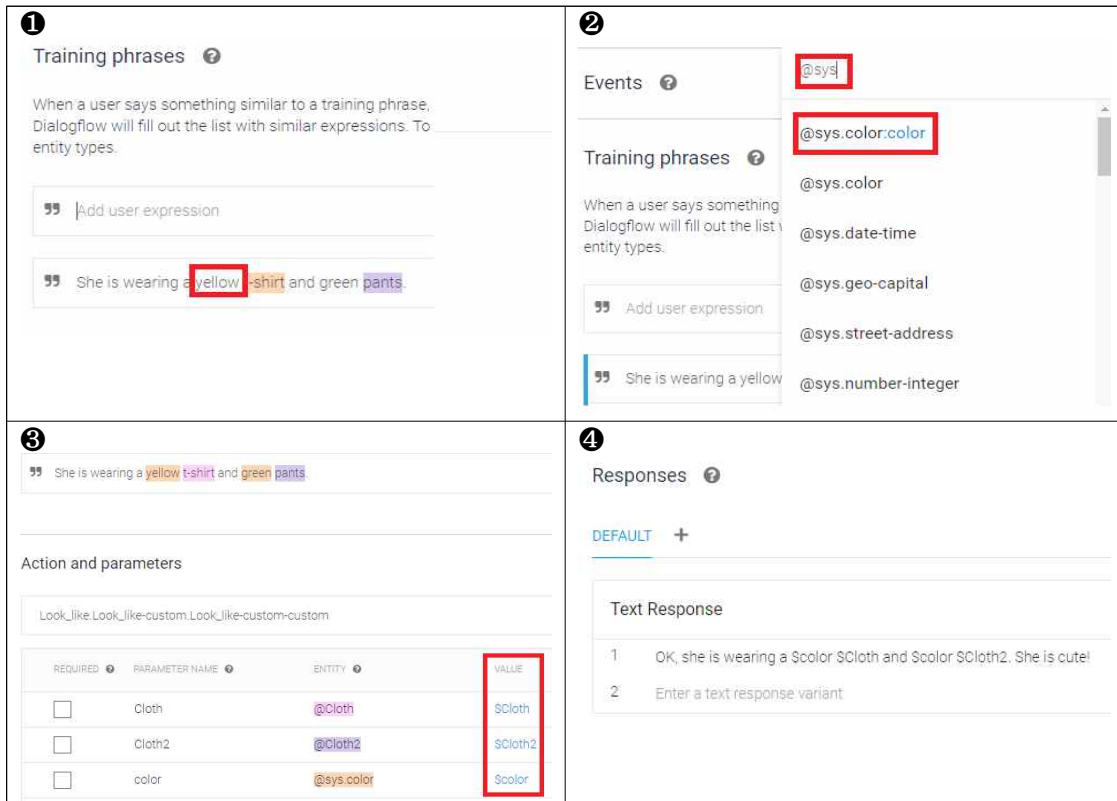 ❶
Training phrases
When a user says something similar to a training phrase,
Dialogflow will fill out the list with similar expressions. To
entity types.
Add user expression
She is wearing a yellow t-shirt and green pants.
❷
@sys
Events
@sys.color:color
Training phrases
@sys.color
When a user says something
Dialogflow will fill out the list
@sys.date-time
entity types.
@sys.geo-capital
Add user expression
@sys.street-address
She is wearing a yellow
@sys.number-integer
❸
She is wearing a yellow t-shirt and green pants.
Action and parameters
Look_like.Look_like-custom.Look_like-custom-custom
REQUIRED PARAMETER NAME ENTITY VALUE
Cloth @Cloth $Cloth
Cloth2 @Cloth2 $Cloth2
color @sys.color $color
❹
Responses
DEFAULT +
Text Response
1 OK, she is wearing a $color $Cloth and $color $Cloth2. She is cute!
2 Enter a text response variant